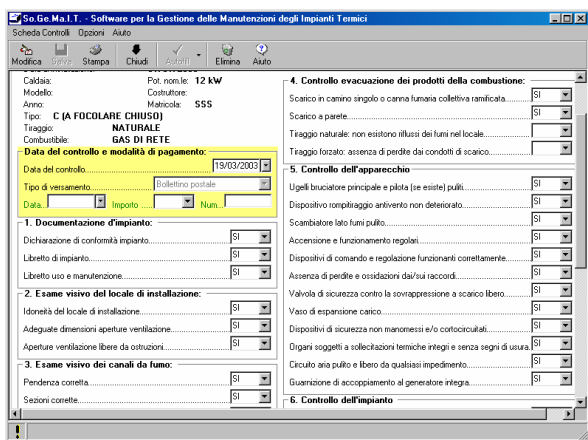 So.Ge.Ma.I.T. - Software per la Gestione delle Manutenzioni degli Impianti Termici
Scheda Controlli Opzioni Aiuto
Modifica Salva Stampa Chiudi Autofill Elimina Aiuto
Caldaia: Pot. nom.le: 12 kW
Modello: Costruttore:
Anno: Matricola: SSS
Tipo: C (A FOCOLARE CHIUSO)
Tiraggio: NATURALE
Combustibile: GAS DI RETE
Data del controllo e modalità di pagamento:
Data del controllo 19/03/2003
Tipo di versamento Bollettino postale
Data Importo Num.
1. Documentazione d'impianto:
Dichiarazione di conformità impianto SI
Libretto di impianto SI
Libretto uso e manutenzione SI
2. Esame visivo del locale di installazione:
Idoneità del locale di installazione SI
Adeguate dimensioni aperture ventilazione SI
Aperture ventilazione libere da ostruzioni SI
3. Esame visivo dei canali da fumo:
Pendenza corretta SI
Sezioni corrette SI
4. Controllo evacuazione dei prodotti della combustione:
Scarico in camino singolo o canna fumaria collettiva ramificata SI
Scarico a parete SI
Tiraggio naturale: non esistono riflussi dei fumi nel locale
Tiraggio forzato: assenza di perdite dai condotti di scarico
5. Controllo dell'apparecchio
Ugelli bruciatore principale e pilota (se esiste) puliti SI
Dispositivo rompitiraggio antivento non deteriorato SI
Scambiatore lato fumi pulito SI
Accensione e funzionamento regolari SI
Dispositivi di comando e regolazione funzionanti correttamente SI
Assenza di perdite e ossidazioni dai/sui raccordi SI
Valvola di sicurezza contro la sovrappressione a scarico libero SI
Vaso di espansione carico SI
Dispositivi di sicurezza non manomessi e/o cortocircuitati SI
Organi soggetti a sollecitazioni termiche integri e senza segni di usura. SI
Circuito aria pulito e libero da qualsiasi impedimento SI
Guarnizione di accoppiamento al generatore integra SI
6. Controllo dell'impianto